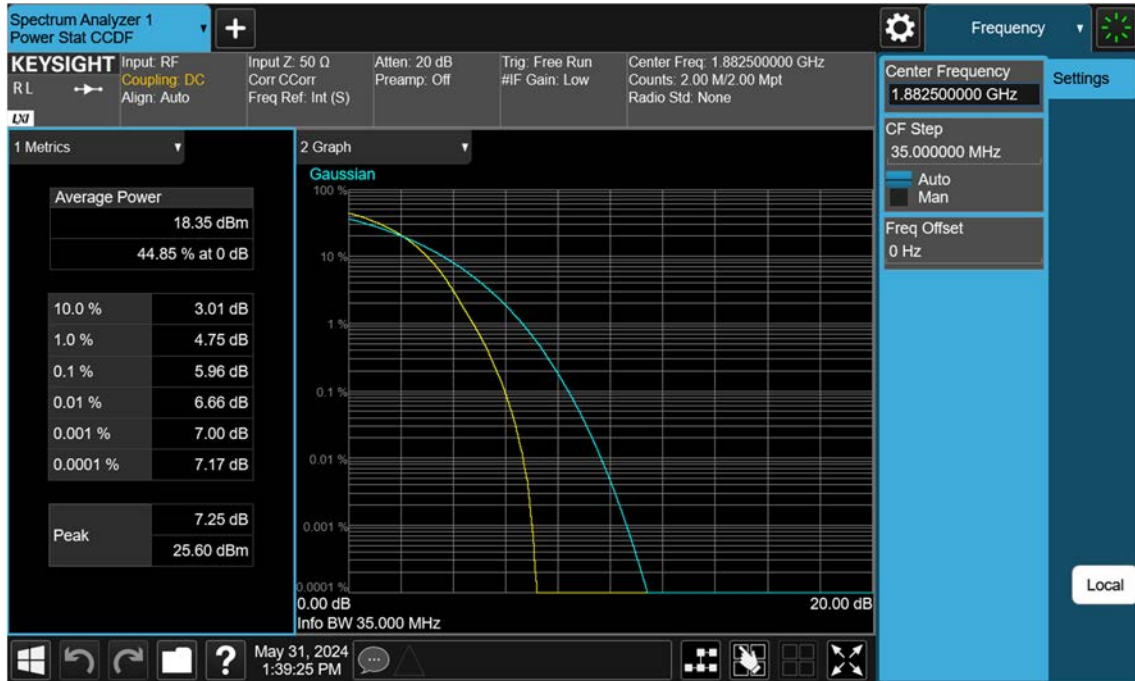 Spectrum Analyzer 1
Power Stat CCDF
+
Frequency
KEYSIGHT
R L
LXI
Input: RF
Coupling: DC
Align: Auto
Input Z: 50 Ω
Corr CCorr
Freq Ref: Int (S)
Atten: 20 dB
Preamp: Off
Trig: Free Run
#IF Gain: Low
Center Freq: 1.882500000 GHz
Counts: 2.00 M/2.00 Mpt
Radio Std: None
Center Frequency
1.882500000 GHz
Settings
CF Step
35.000000 MHz
Auto
Man
Freq Offset
0 Hz
1 Metrics
Average Power
18.35 dBm
44.85 % at 0 dB
10.0 % 3.01 dB
1.0 % 4.75 dB
0.1 % 5.96 dB
0.01 % 6.66 dB
0.001 % 7.00 dB
0.0001 % 7.17 dB
Peak
7.25 dB
25.60 dBm
2 Graph
Gaussian
100 %
10 %
1 %
0.1 %
0.01 %
0.001 %
0.0001 %
0.00 dB 20.00 dB
Info BW 35.000 MHz
Local
?
May 31, 2024
1:39:25 PM